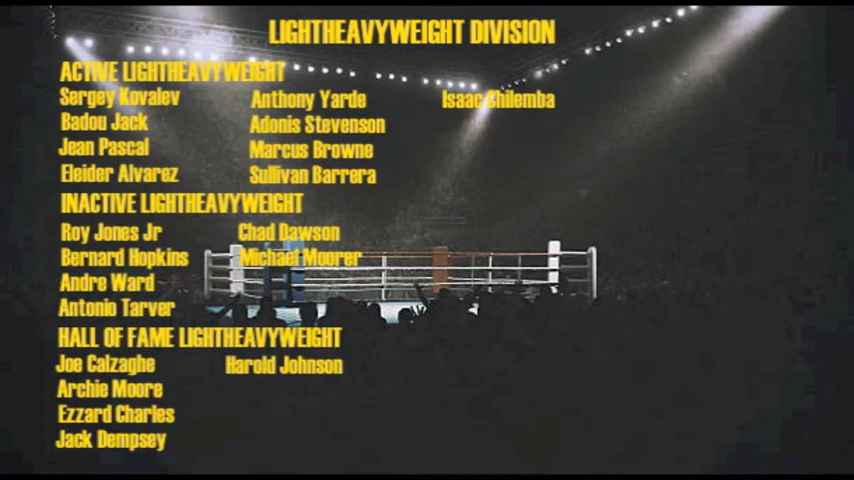 LIGHTHEAVYWEIGHT DIVISION
ACTIVE LIGHTHEAVYWEIGHT
Sergey Kovalev Anthony Yarde Isaac Chilemba
Badou Jack Adonis Stevenson
Jean Pascal Marcus Browne
Eleider Alvarez Sullivan Barrera
INACTIVE LIGHTHEAVYWEIGHT
Roy Jones Jr Chad Dawson
Bernard Hopkins Michael Moorer
Andre Ward
Antonio Tarver
HALL OF FAME LIGHTHEAVYWEIGHT
Joe Calzaghe Harold Johnson
Archie Moore
Ezzard Charles
Jack Dempsey